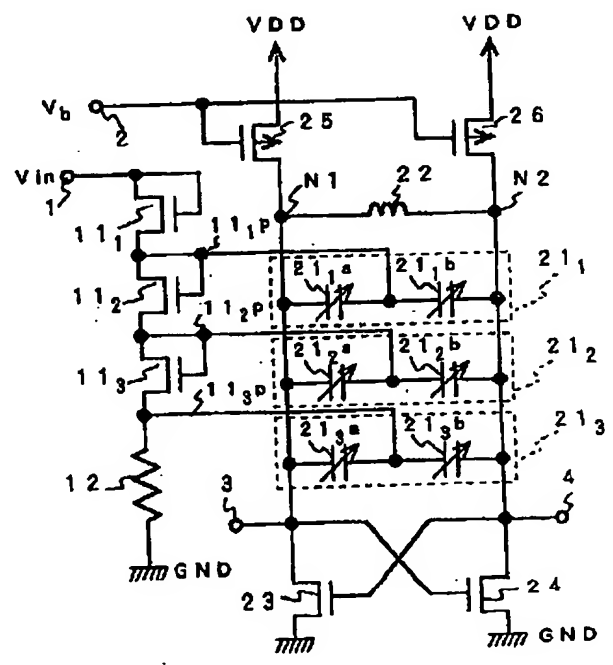 VDD VDD
Vb 2 25 26
Vin 1 N1 22 N2
11₁ 11₁p
21₁a 21₁b 21₁
11₂ 11₂p
21₂a 21₂b 21₂
11₃ 11₃p
21₃a 21₃b 21₃
12 3 4
GND 23 24
GND